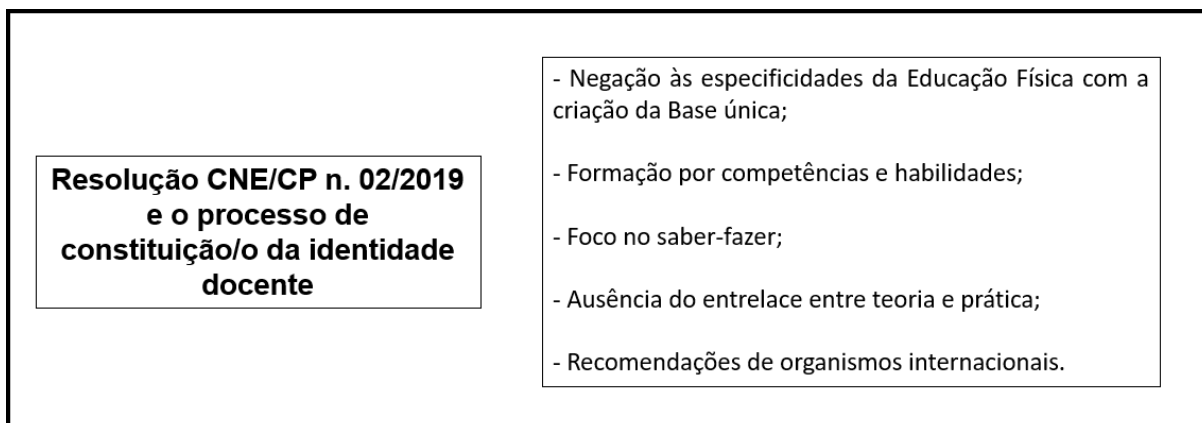 Resolução CNE/CP n. 02/2019
e o processo de
constituição/o da identidade
docente
- Negação às especificidades da Educação Física com a
criação da Base única;
- Formação por competências e habilidades;
- Foco no saber-fazer;
- Ausência do entrelace entre teoria e prática;
- Recomendações de organismos internacionais.